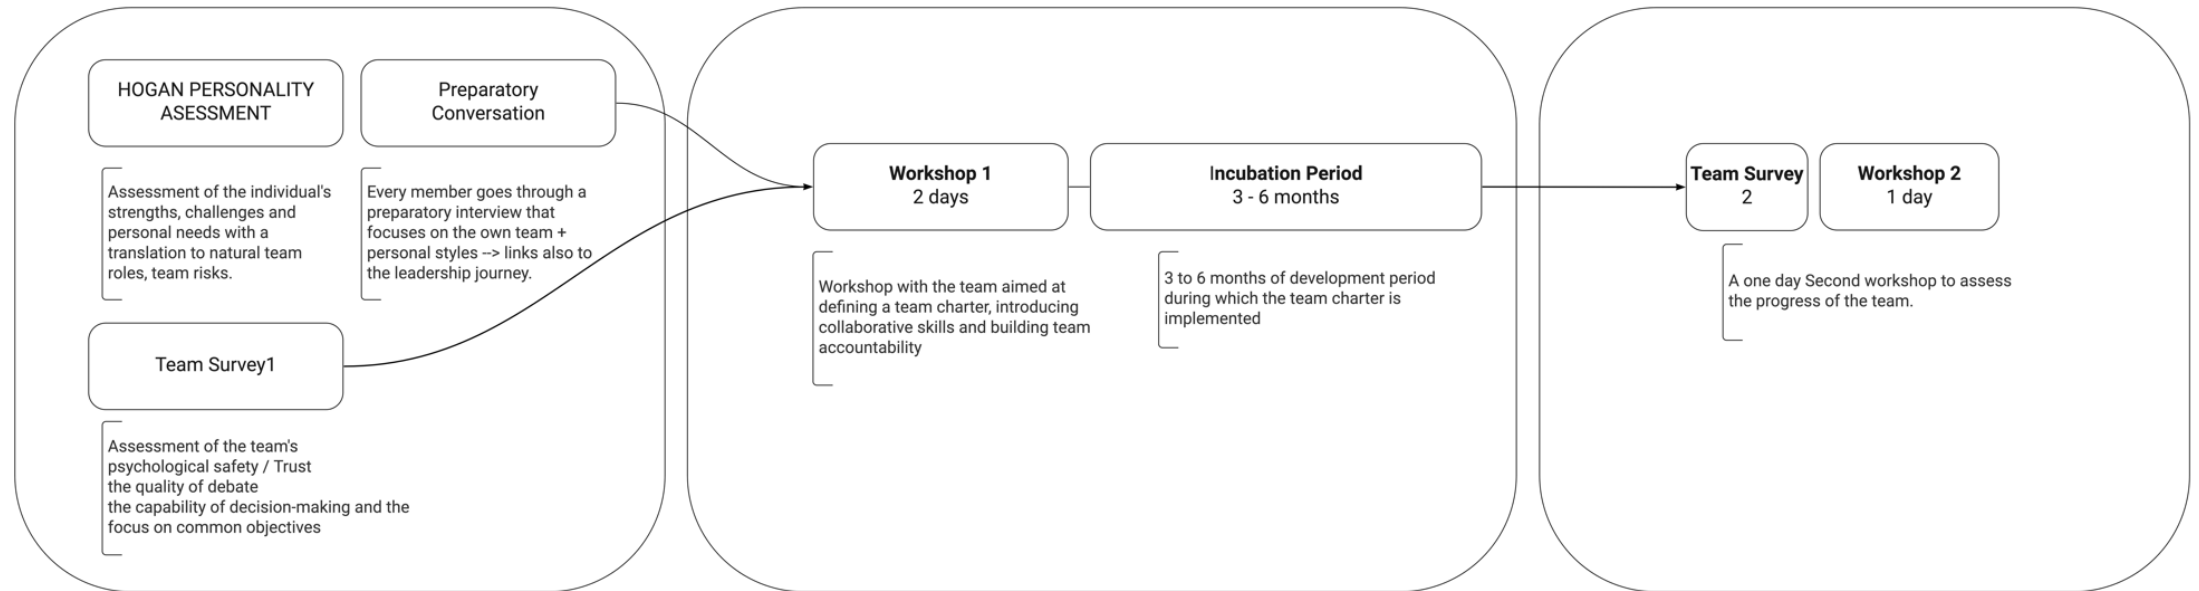 HOGAN PERSONALITY
ASESSMENT
Assessment of the individual's
strengths, challenges and
personal needs with a
translation to natural team
roles, team risks.
Preparatory
Conversation
Every member goes through a
preparatory interview that
focuses on the own team +
personal styles --> links also to
the leadership journey.
Team Survey1
Assessment of the team's
psychological safety / Trust
the quality of debate
the capability of decision-making and the
focus on common objectives
Workshop 1
2 days
Workshop with the team aimed at
defining a team charter, introducing
collaborative skills and building team
accountability
Incubation Period
3 - 6 months
3 to 6 months of development period
during which the team charter is
implemented
Team Survey
2
Workshop 2
1 day
A one day Second workshop to assess
the progress of the team.